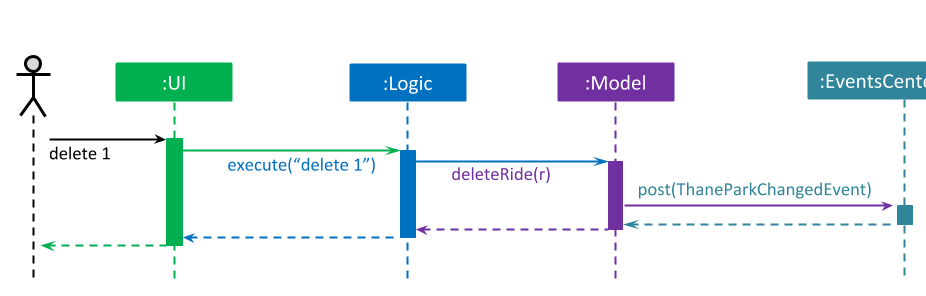 :UI
:Logic
:Model
:EventsCente
delete 1
execute(“delete 1”)
deleteRide(r)
post(ThaneParkChangedEvent)